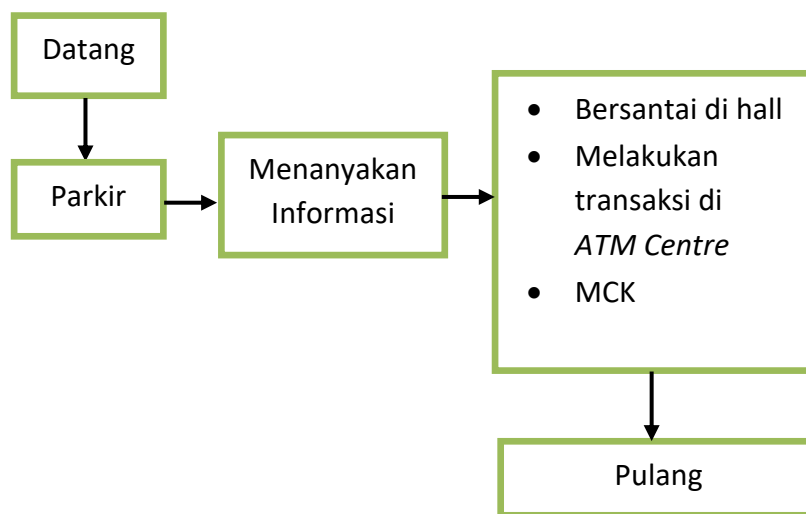 Datang
Parkir
Menanyakan
Informasi
• Bersantai di hall
• Melakukan
transaksi di
ATM Centre
• MCK
Pulang